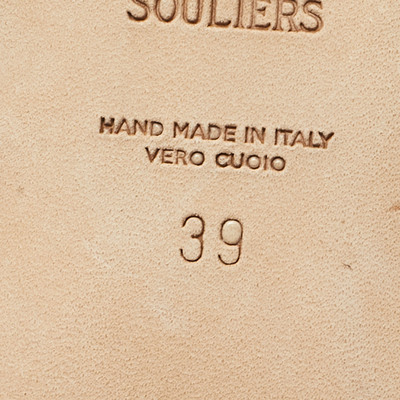 SOULIERS
HAND MADE IN ITALY
VERO CUOIO
39